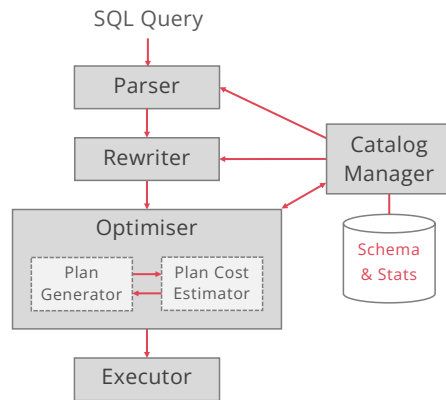 SQL Query
Parser
Rewriter
Catalog
Manager
Optimiser
Plan
Generator
Plan Cost
Estimator
Schema
& Stats
Executor